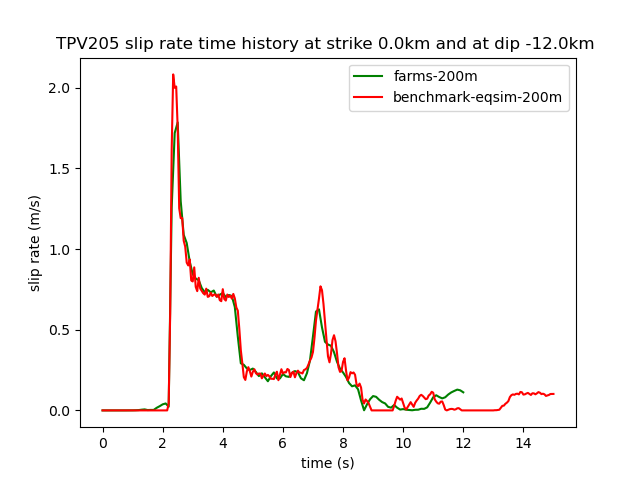 TPV205 slip rate time history at strike 0.0km and at dip -12.0km
farms-200m
benchmark-eqsim-200m
2.0
1.5
1.0
0.5
0.0
slip rate (m/s)
0 2 4 6 8 10 12 14
time (s)